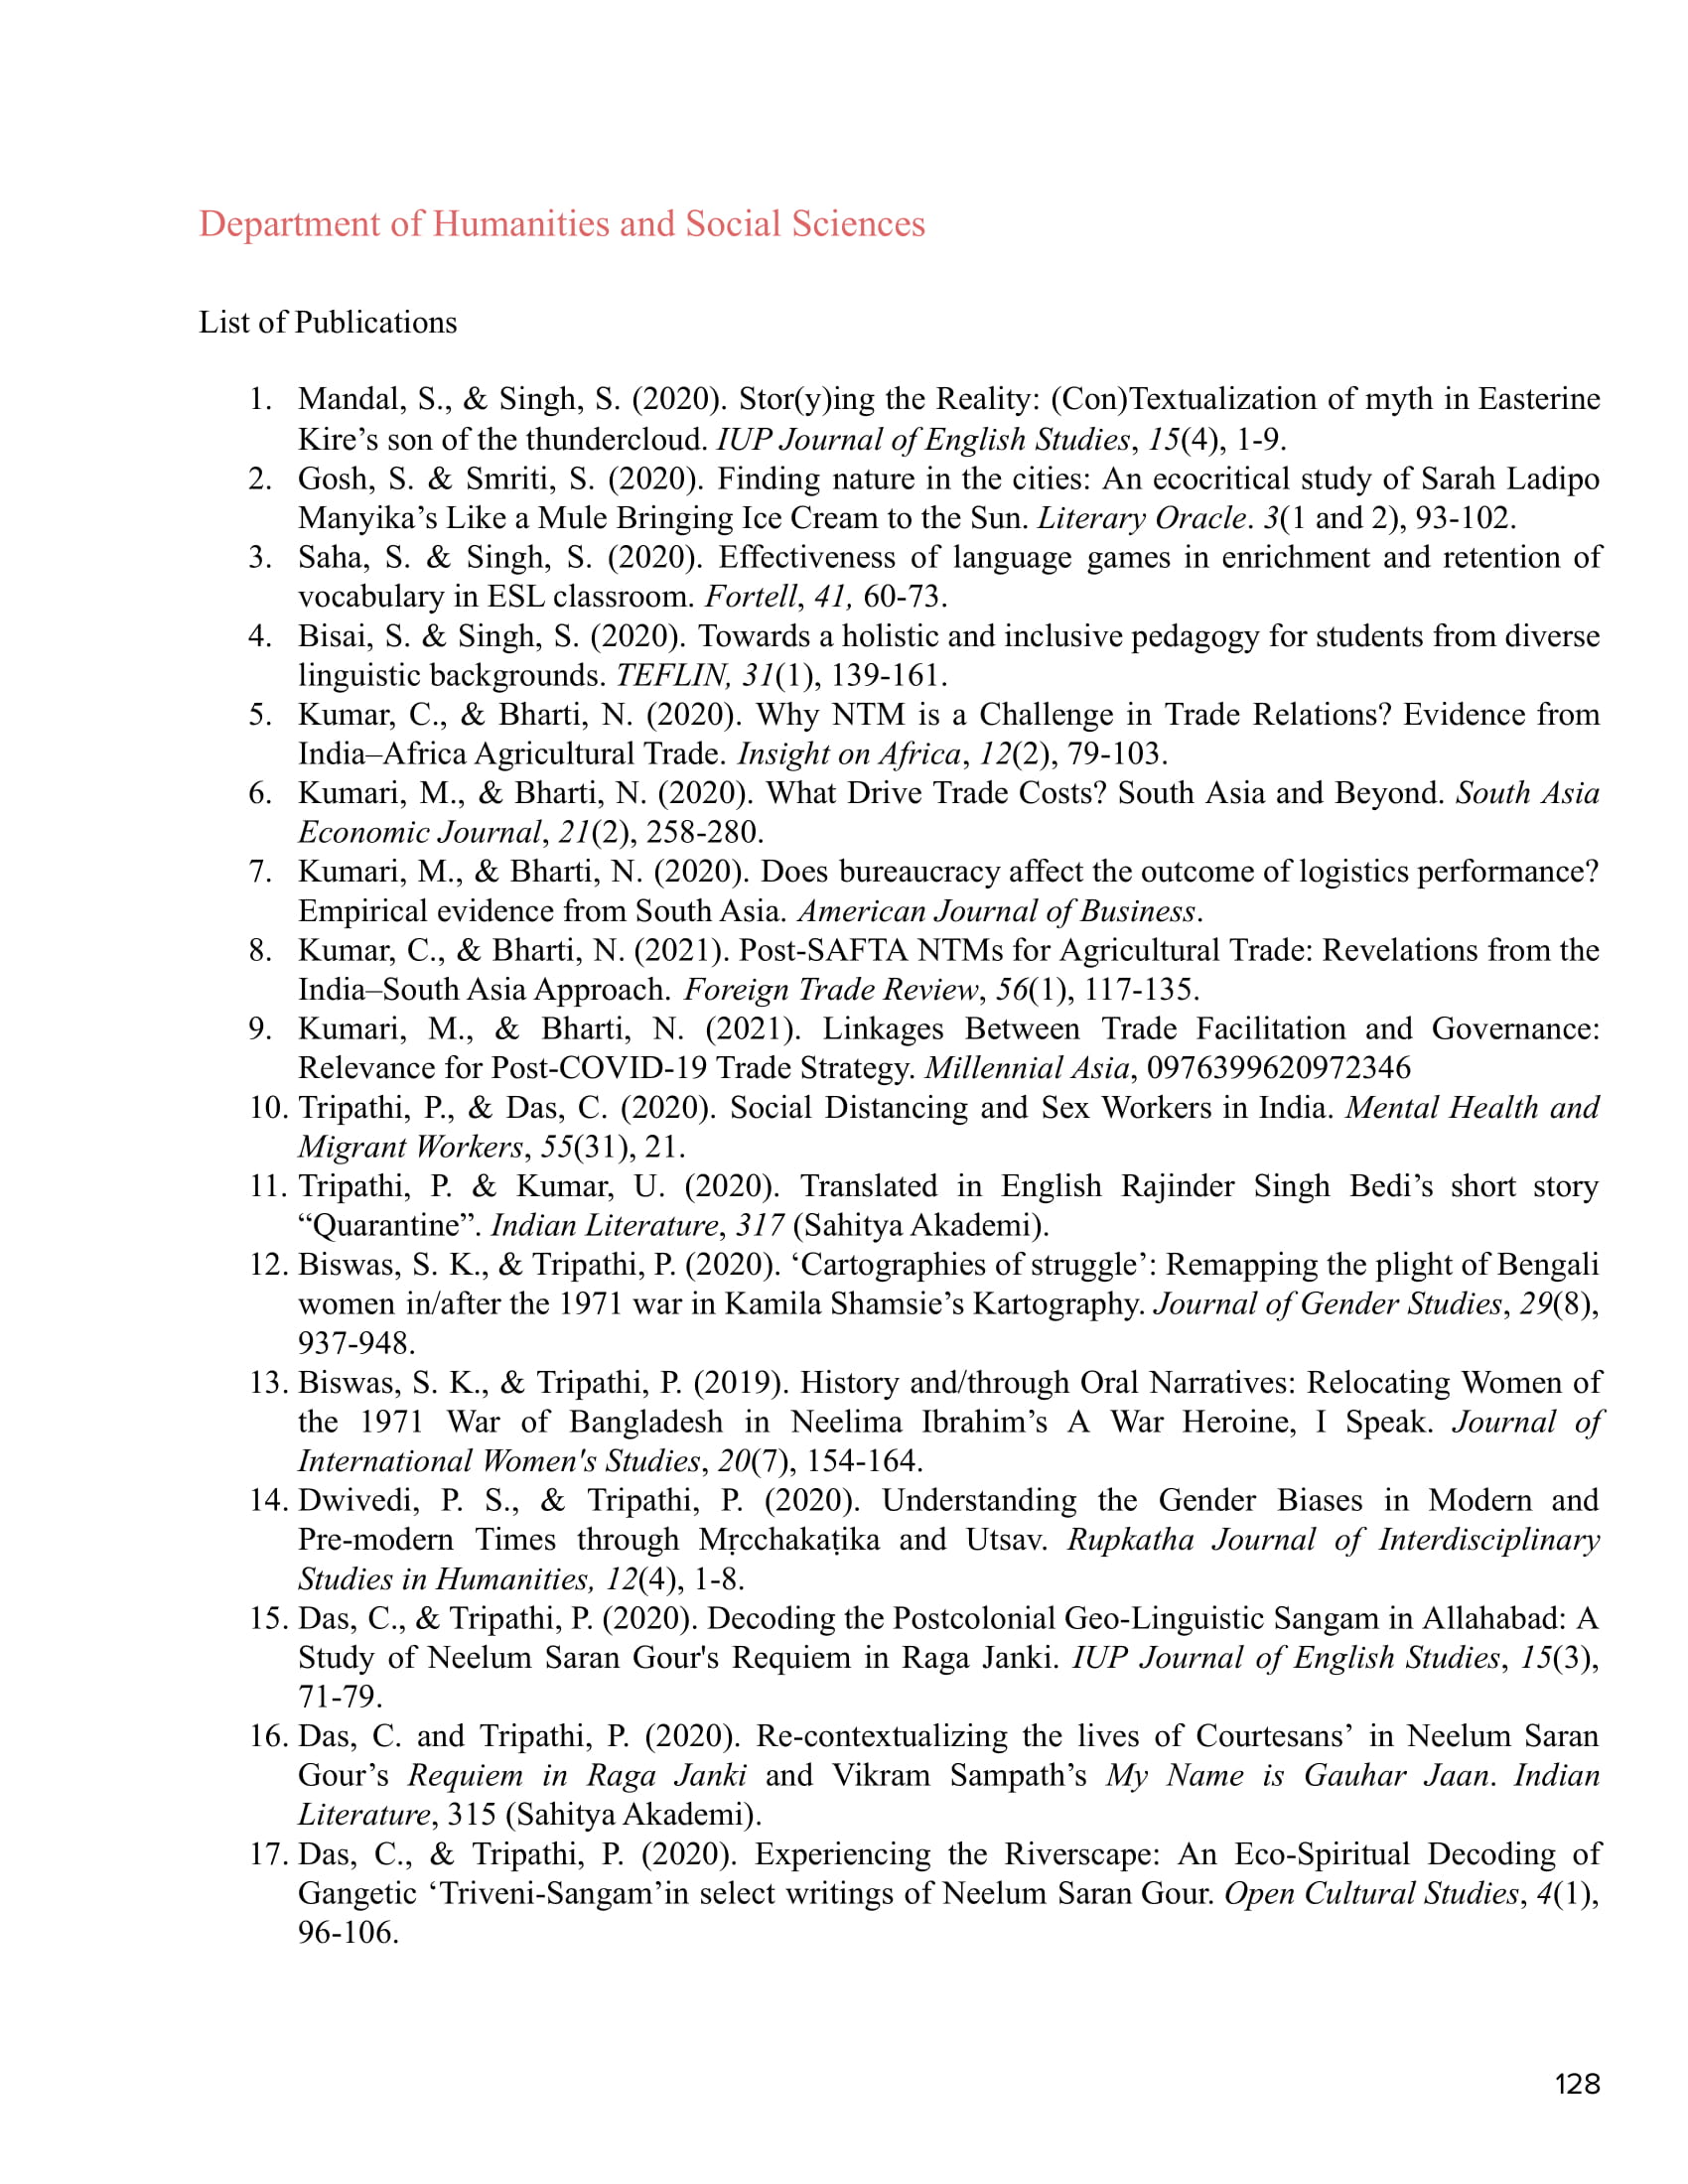 Department of Humanities and Social Sciences
List of Publications
1. Mandal, S., & Singh, S. (2020). Stor(y)ing the Reality: (Con)Textualization of myth in Easterine
Kire’s son of the thundercloud. IUP Journal of English Studies, 15(4), 1-9.
2. Gosh, S. & Smriti, S. (2020). Finding nature in the cities: An ecocritical study of Sarah Ladipo
Manyika’s Like a Mule Bringing Ice Cream to the Sun. Literary Oracle. 3(1 and 2), 93-102.
3. Saha, S. & Singh, S. (2020). Effectiveness of language games in enrichment and retention of
vocabulary in ESL classroom. Fortell, 41, 60-73.
4. Bisai, S. & Singh, S. (2020). Towards a holistic and inclusive pedagogy for students from diverse
linguistic backgrounds. TEFLIN, 31(1), 139-161.
5. Kumar, C., & Bharti, N. (2020). Why NTM is a Challenge in Trade Relations? Evidence from
India–Africa Agricultural Trade. Insight on Africa, 12(2), 79-103.
6. Kumari, M., & Bharti, N. (2020). What Drive Trade Costs? South Asia and Beyond. South Asia
Economic Journal, 21(2), 258-280.
7. Kumari, M., & Bharti, N. (2020). Does bureaucracy affect the outcome of logistics performance?
Empirical evidence from South Asia. American Journal of Business.
8. Kumar, C., & Bharti, N. (2021). Post-SAFTA NTMs for Agricultural Trade: Revelations from the
India–South Asia Approach. Foreign Trade Review, 56(1), 117-135.
9. Kumari, M., & Bharti, N. (2021). Linkages Between Trade Facilitation and Governance:
Relevance for Post-COVID-19 Trade Strategy. Millennial Asia, 0976399620972346
10. Tripathi, P., & Das, C. (2020). Social Distancing and Sex Workers in India. Mental Health and
Migrant Workers, 55(31), 21.
11. Tripathi, P. & Kumar, U. (2020). Translated in English Rajinder Singh Bedi’s short story
“Quarantine”. Indian Literature, 317 (Sahitya Akademi).
12. Biswas, S. K., & Tripathi, P. (2020). ‘Cartographies of struggle’: Remapping the plight of Bengali
women in/after the 1971 war in Kamila Shamsie’s Kartography. Journal of Gender Studies, 29(8),
937-948.
13. Biswas, S. K., & Tripathi, P. (2019). History and/through Oral Narratives: Relocating Women of
the 1971 War of Bangladesh in Neelima Ibrahim’s A War Heroine, I Speak. Journal of
International Women's Studies, 20(7), 154-164.
14. Dwivedi, P. S., & Tripathi, P. (2020). Understanding the Gender Biases in Modern and
Pre-modern Times through Mṛcchakaṭika and Utsav. Rupkatha Journal of Interdisciplinary
Studies in Humanities, 12(4), 1-8.
15. Das, C., & Tripathi, P. (2020). Decoding the Postcolonial Geo-Linguistic Sangam in Allahabad: A
Study of Neelum Saran Gour's Requiem in Raga Janki. IUP Journal of English Studies, 15(3),
71-79.
16. Das, C. and Tripathi, P. (2020). Re-contextualizing the lives of Courtesans’ in Neelum Saran
Gour’s Requiem in Raga Janki and Vikram Sampath’s My Name is Gauhar Jaan. Indian
Literature, 315 (Sahitya Akademi).
17. Das, C., & Tripathi, P. (2020). Experiencing the Riverscape: An Eco-Spiritual Decoding of
Gangetic ‘Triveni-Sangam’in select writings of Neelum Saran Gour. Open Cultural Studies, 4(1),
96-106.
128